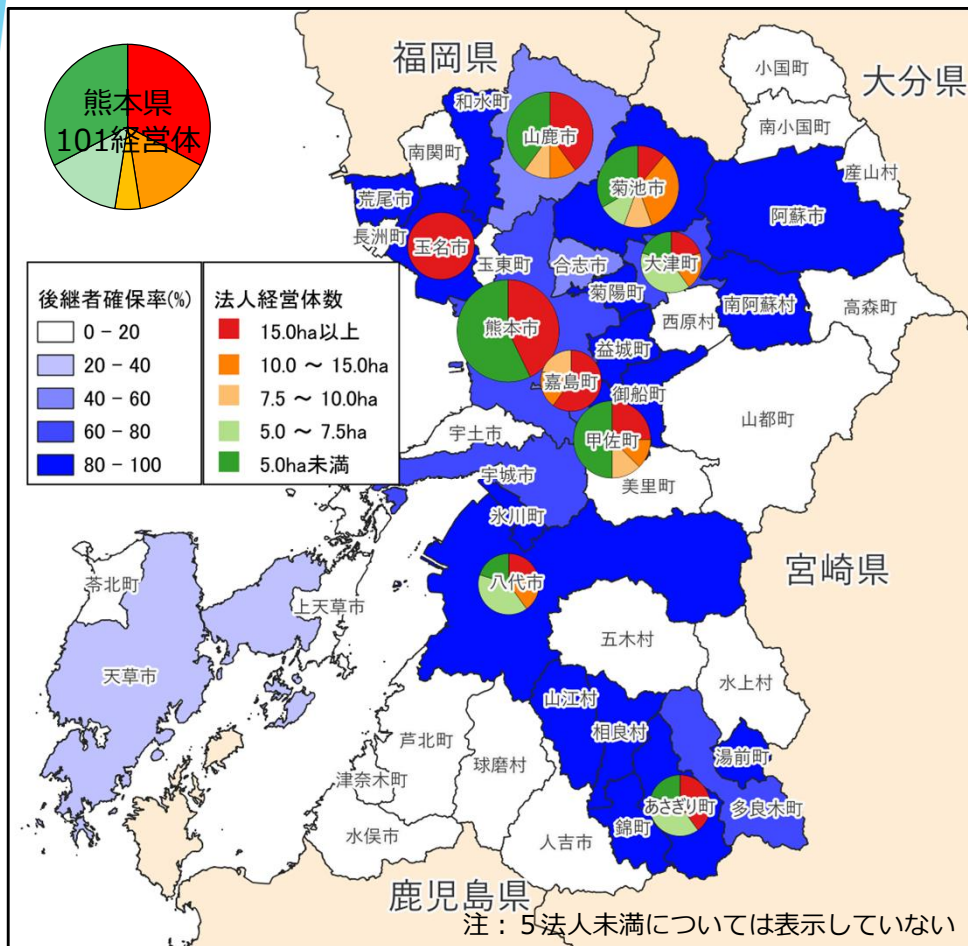 福岡県
小国町
大分県
熊本県
101経営体
和水町
山鹿市
南小国町
南関町
産山村
荒尾市
菊池市
阿蘇市
長洲町
玉名市
玉東町
合志市
大津町
後継者確保率(%)
0 – 20
20 – 40
40 – 60
60 – 80
80 – 100
法人経営体数
15.0ha以上
10.0 ～ 15.0ha
7.5 ～ 10.0ha
5.0 ～ 7.5ha
5.0ha未満
菊陽町
南阿蘇村
高森町
熊本市
西原村
益城町
嘉島町
御船町
山都町
宇土市
甲佐町
宇城市
美里町
氷川町
宮崎県
苓北町
八代市
上天草市
五木村
天草市
水上村
山江村
相良村
芦北町
湯前町
津奈木町
球磨村
あさぎり町
多良木町
水俣市
人吉市
錦町
鹿児島県
注：５法人未満については表示していない